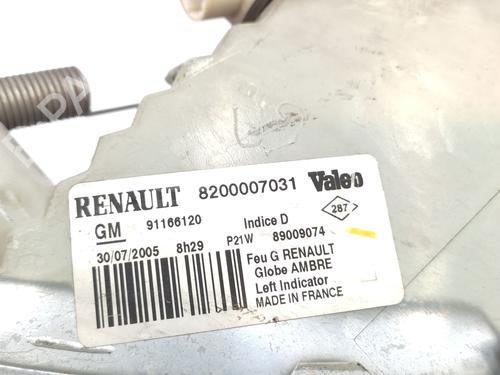 RENAULT 8200007031 Valeo
GM 91166120 Indice D 287
30/07/2005 8h29 P21W 89009074
Feu G RENAULT
Globe AMBRE
Left Indicator
MADE IN FRANCE